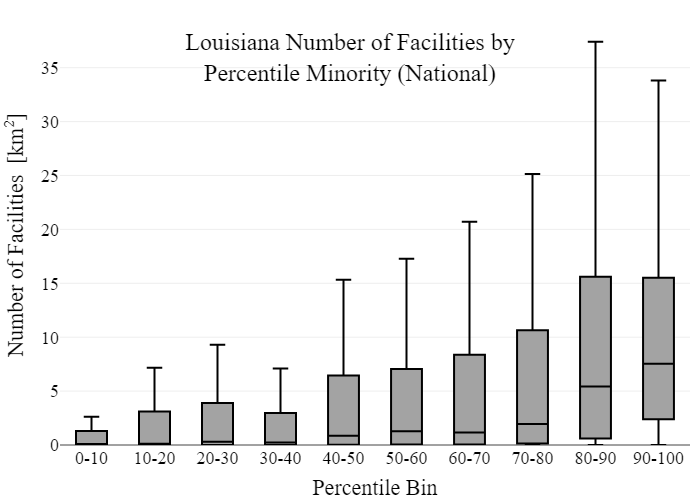 Louisiana Number of Facilities by
Percentile Minority (National)
Number of Facilities [km²]
35
30
25
20
15
10
5
0
0-10 10-20 20-30 30-40 40-50 50-60 60-70 70-80 80-90 90-100
Percentile Bin